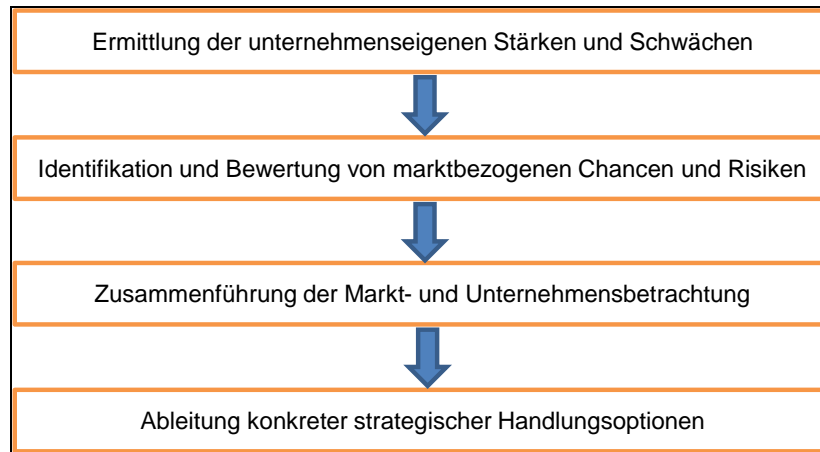 Ermittlung der unternehmenseigenen Stärken und Schwächen
Identifikation und Bewertung von marktbezogenen Chancen und Risiken
Zusammenführung der Markt- und Unternehmensbetrachtung
Ableitung konkreter strategischer Handlungsoptionen